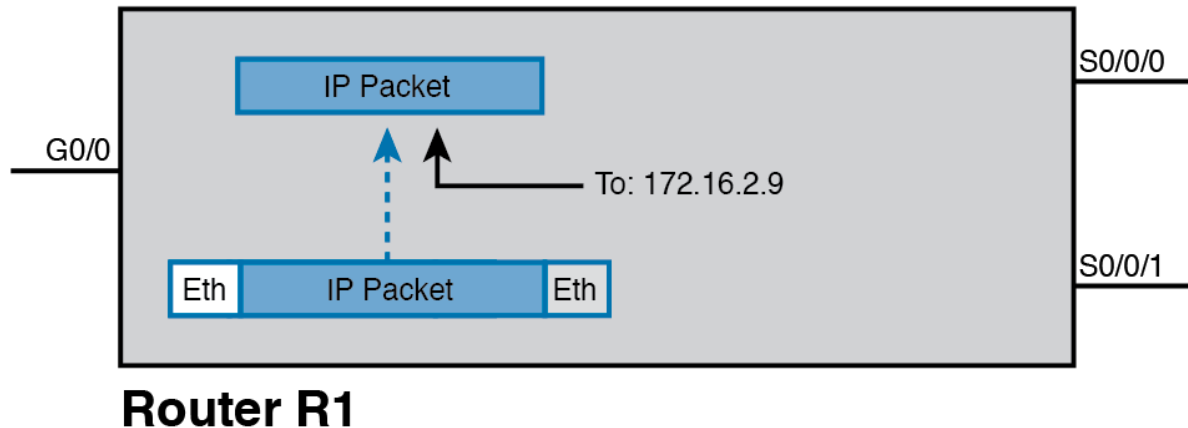 IP Packet
S0/0/0
G0/0
To: 172.16.2.9
Eth IP Packet Eth
S0/0/1
Router R1